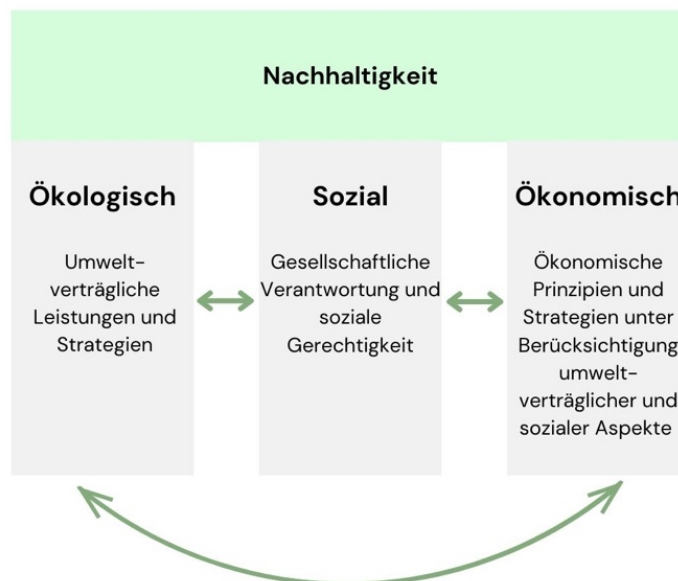 Nachhaltigkeit
Ökologisch
Umwelt-
verträgliche
Leistungen und
Strategien
Sozial
Gesellschaftliche
Verantwortung und
soziale
Gerechtigkeit
Ökonomisch
Ökonomische
Prinzipien und
Strategien unter
Berücksichtigung
umwelt-
verträglicher und
sozialer Aspekte